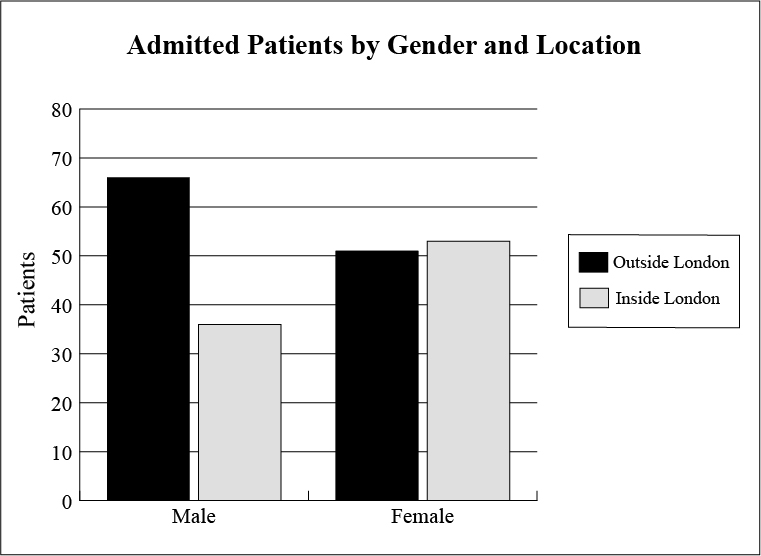 Admitted Patients by Gender and Location
80
70
60
50
40
30
20
10
0
Patients
Male
Female
Outside London
Inside London